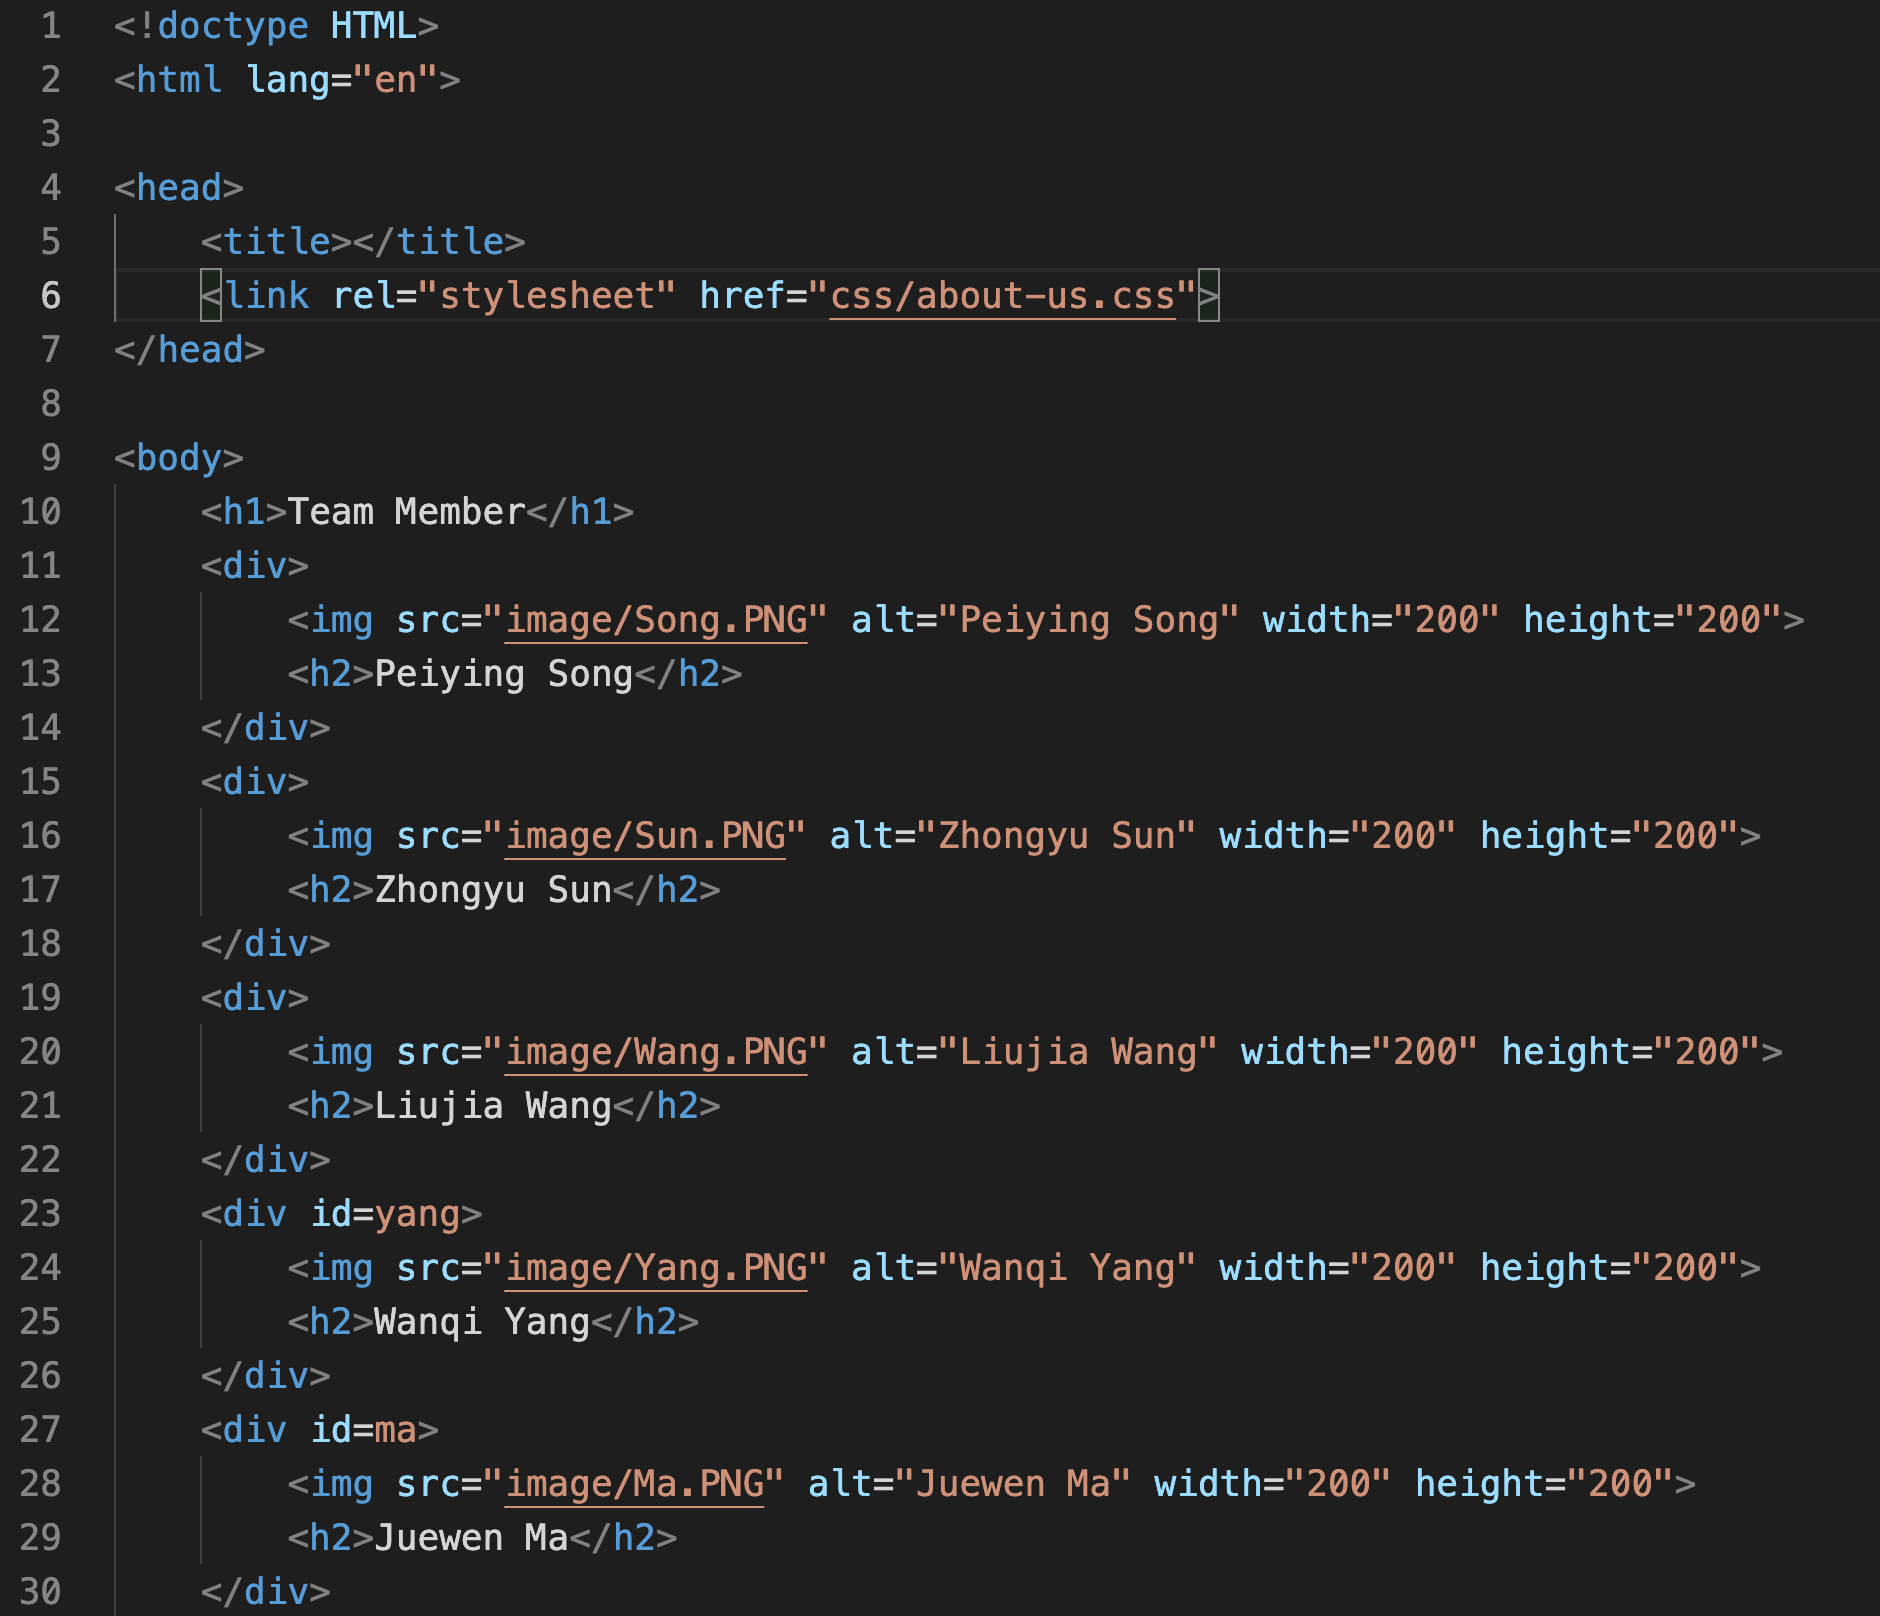 1 <!doctype HTML>
2 <html lang="en">
3
4 <head>
5     <title></title>
6     <link rel="stylesheet" href="css/about-us.css">
7 </head>
8
9 <body>
10     <h1>Team Member</h1>
11     <div>
12         <img src="image/Song.PNG" alt="Peiying Song" width="200" height="200">
13         <h2>Peiying Song</h2>
14     </div>
15     <div>
16         <img src="image/Sun.PNG" alt="Zhongyu Sun" width="200" height="200">
17         <h2>Zhongyu Sun</h2>
18     </div>
19     <div>
20         <img src="image/Wang.PNG" alt="Liujia Wang" width="200" height="200">
21         <h2>Liujia Wang</h2>
22     </div>
23     <div id=yang>
24         <img src="image/Yang.PNG" alt="Wanqi Yang" width="200" height="200">
25         <h2>Wanqi Yang</h2>
26     </div>
27     <div id=ma>
28         <img src="image/Ma.PNG" alt="Juewen Ma" width="200" height="200">
29         <h2>Juewen Ma</h2>
30     </div>